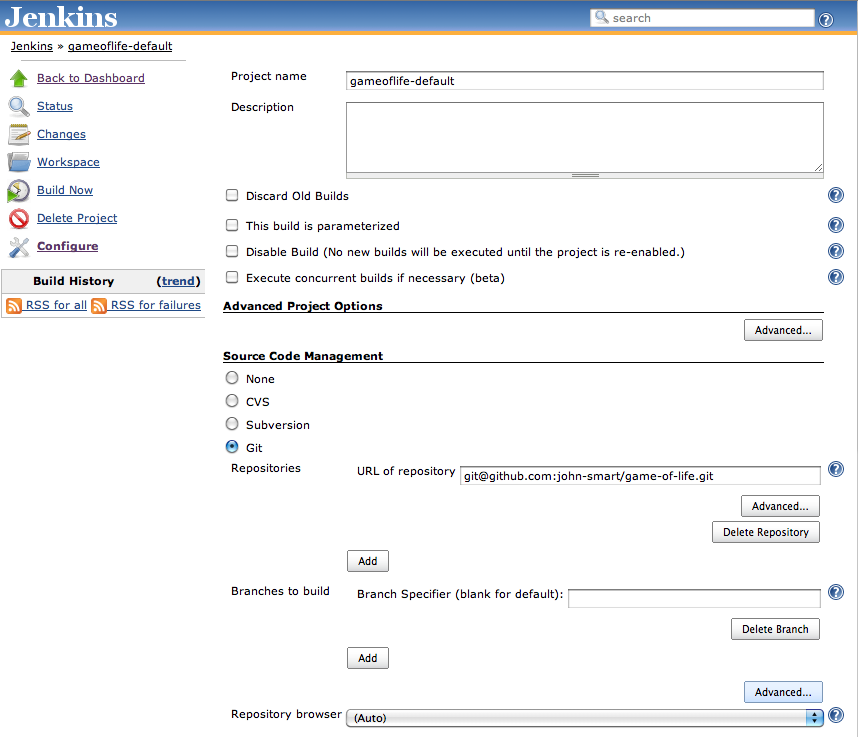 Jenkins
search
Jenkins » gameoflife-default
Back to Dashboard
Status
Changes
Workspace
Build Now
Delete Project
Configure
Build History (trend)
RSS for all RSS for failures
Project name gameoflife-default
Description
Discard Old Builds
This build is parameterized
Disable Build (No new builds will be executed until the project is re-enabled.)
Execute concurrent builds if necessary (beta)
Advanced Project Options
Advanced...
Source Code Management
None
CVS
Subversion
Git
Repositories URL of repository git@github.com:john-smart/game-of-life.git
Advanced...
Delete Repository
Add
Branches to build Branch Specifier (blank for default):
Delete Branch
Add
Advanced...
Repository browser (Auto)